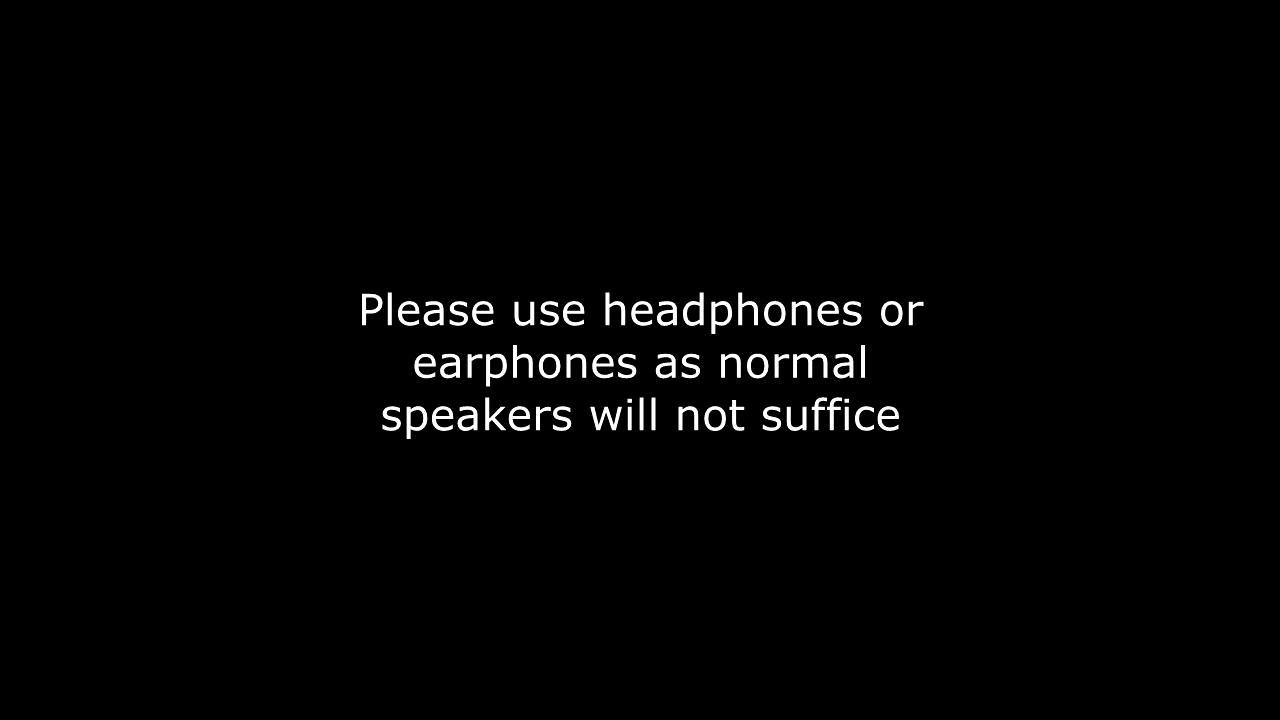 Please use headphones or
earphones as normal
speakers will not suffice